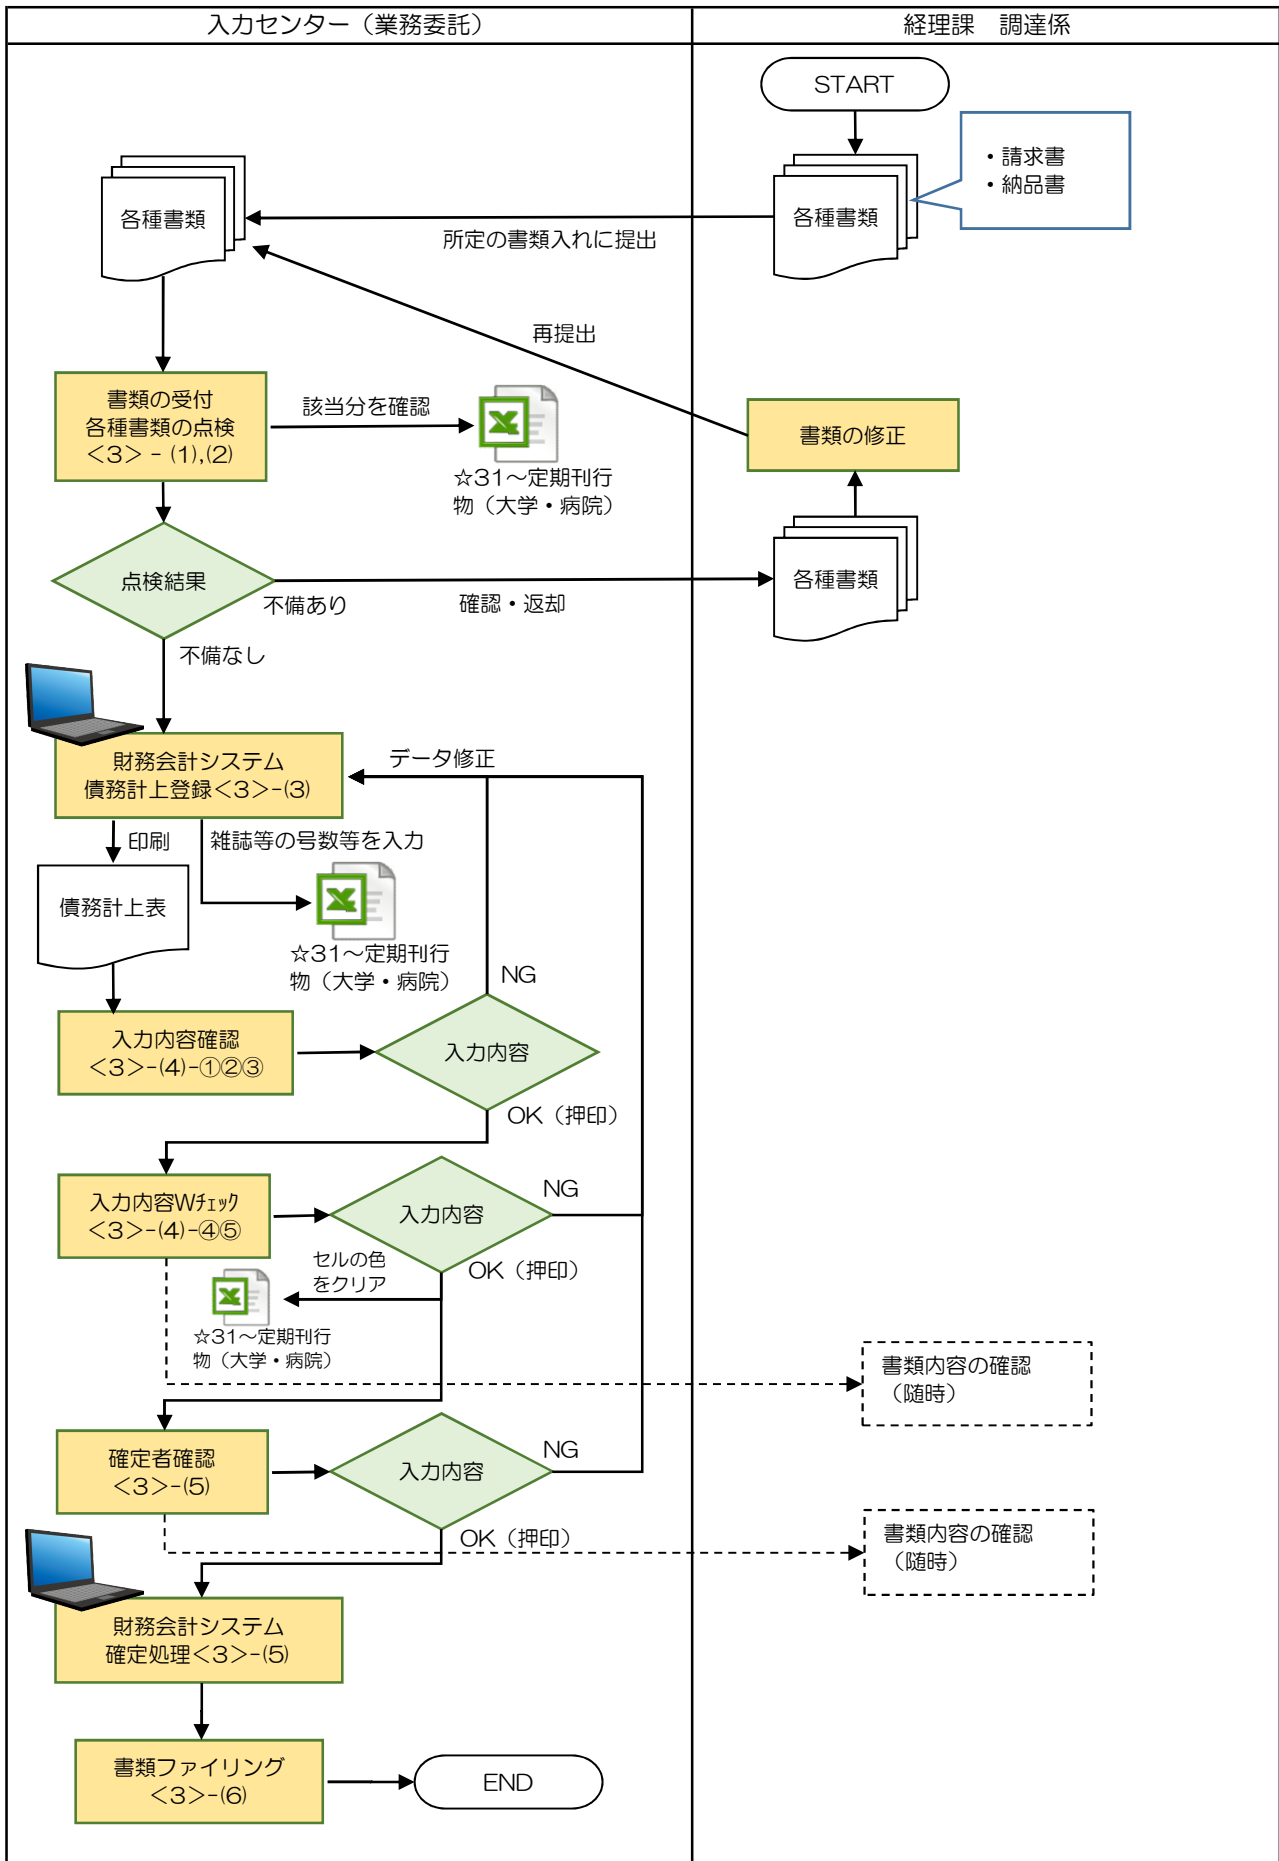 入力センター（業務委託）
経理課　調達係
START
・請求書
・納品書
各種書類
各種書類
所定の書類入れに提出
再提出
書類の受付
各種書類の点検
＜3＞－(1),(2)
該当分を確認
☆31～定期刊行
物（大学・病院）
書類の修正
点検結果
不備あり
確認・返却
各種書類
不備なし
財務会計システム
債務計上登録＜3＞-(3)
データ修正
印刷
雑誌等の号数等を入力
債務計上表
☆31～定期刊行
物（大学・病院）
NG
入力内容確認
＜3＞-(4)-①②③
入力内容
OK（押印）
入力内容Wﾁｪｯｸ
＜3＞-(4)-④⑤
入力内容
NG
セルの色
をクリア
OK（押印）
☆31～定期刊行
物（大学・病院）
書類内容の確認
（随時）
確定者確認
＜3＞-(5)
入力内容
NG
OK（押印）
書類内容の確認
（随時）
財務会計システム
確定処理＜3＞-(5)
書類ファイリング
＜3＞-(6)
END